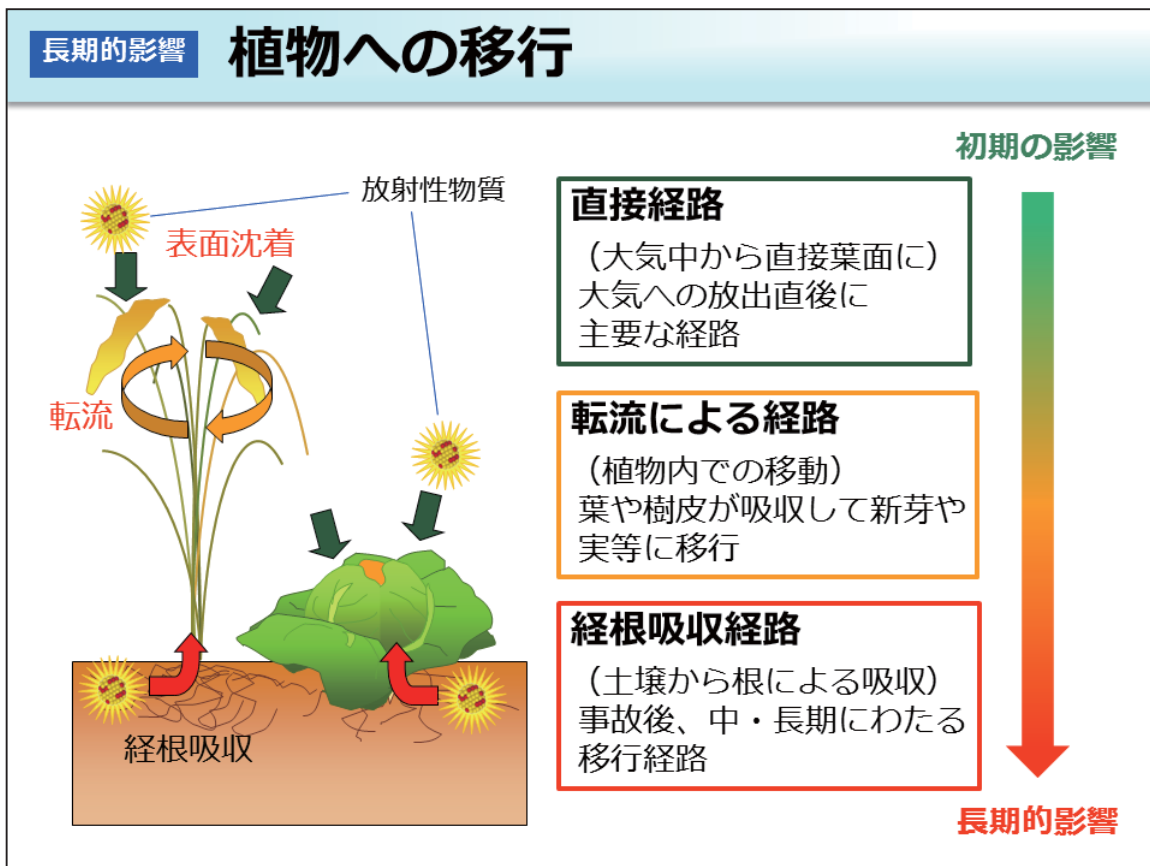 長期的影響 植物への移行
初期の影響
放射性物質
表面沈着
転流
経根吸収
直接経路
（大気中から直接葉面に）
大気への放出直後に
主要な経路
転流による経路
（植物内での移動）
葉や樹皮が吸収して新芽や
実等に移行
経根吸収経路
（土壌から根による吸収）
事故後、中・長期にわたる
移行経路
長期的影響